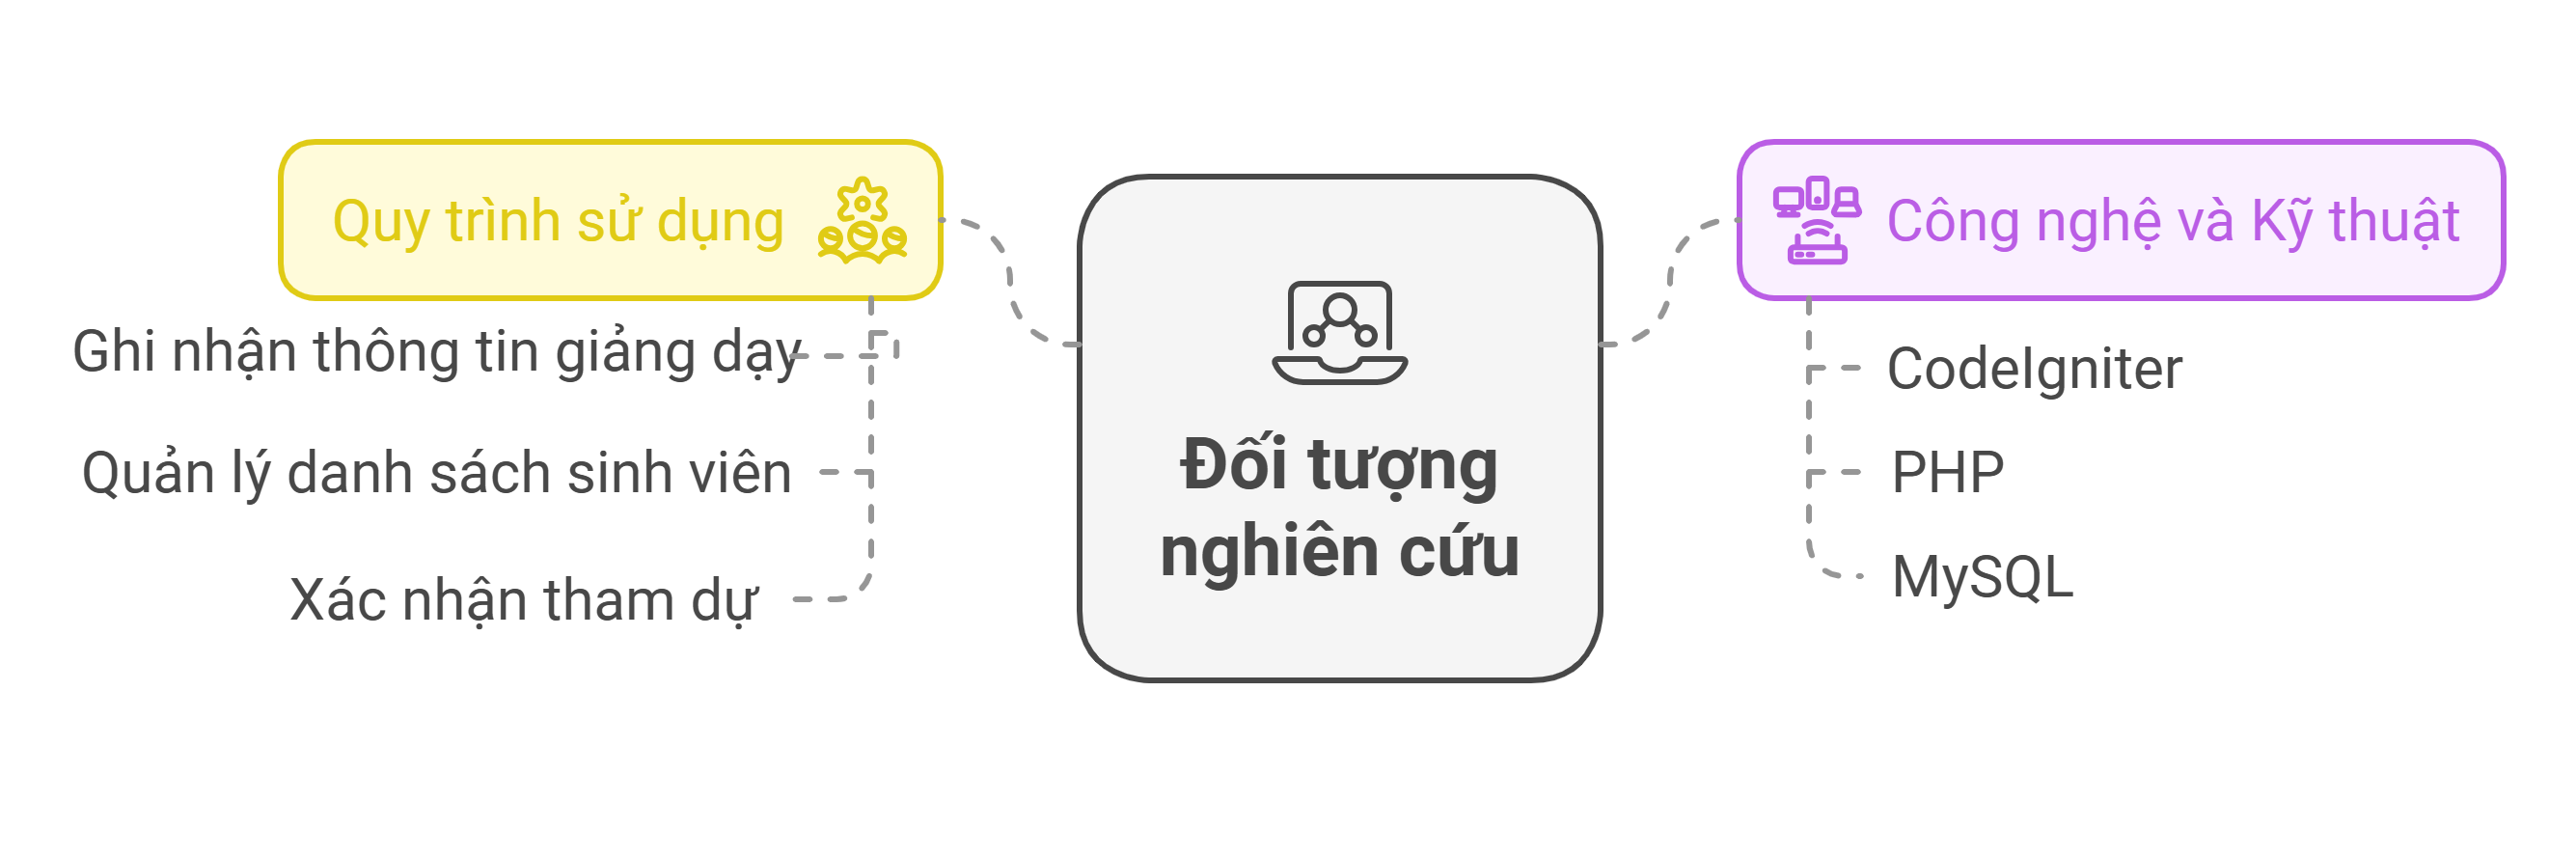 Quy trình sử dụng
Ghi nhận thông tin giảng dạy
Quản lý danh sách sinh viên
Xác nhận tham dự
Đối tượng
nghiên cứu
Công nghệ và Kỹ thuật
CodeIgniter
PHP
MySQL